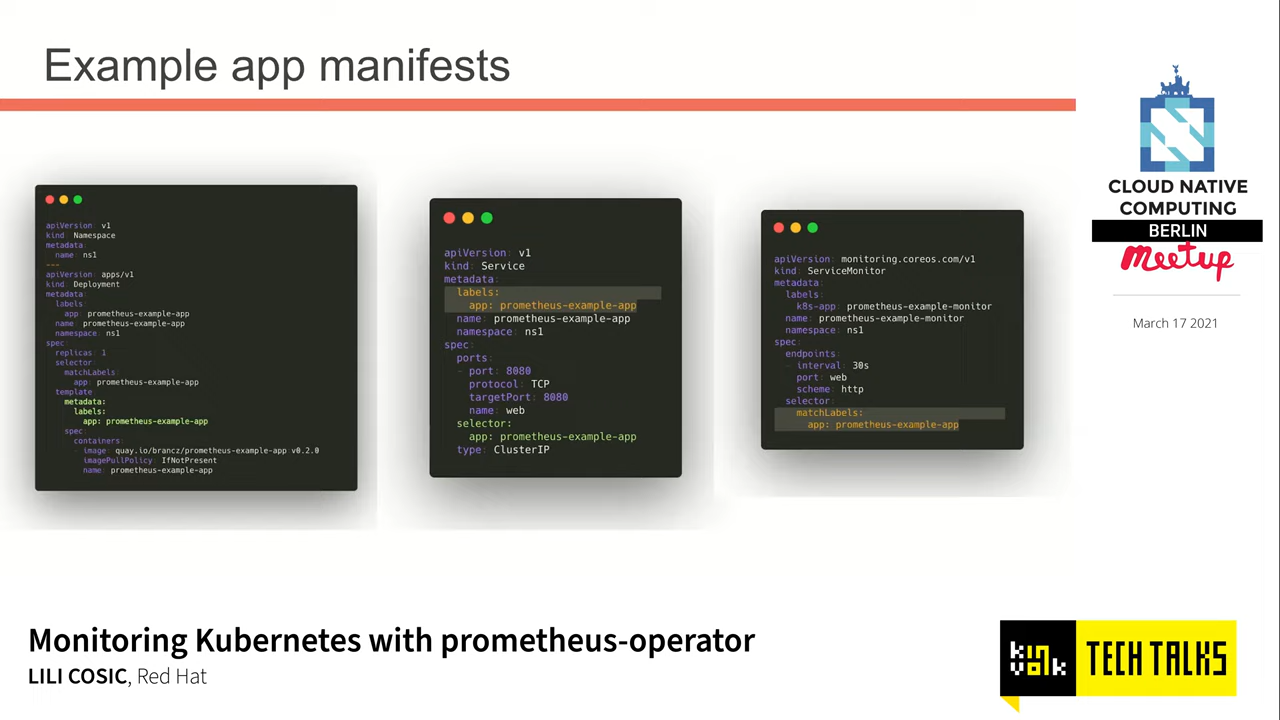 Example app manifests
apiVersion: v1
kind: Namespace
metadata:
name: ns1
---
apiVersion: apps/v1
kind: Deployment
metadata:
labels:
app: prometheus-example-app
name: prometheus-example-app
namespace: ns1
spec:
replicas: 1
selector:
matchLabels:
app: prometheus-example-app
template:
metadata:
labels:
app: prometheus-example-app
spec:
containers:
- image: quay.io/brancz/prometheus-example-app v0.2.0
imagePullPolicy: IfNotPresent
name: prometheus-example-app
apiVersion: v1
kind: Service
metadata:
labels:
app: prometheus-example-app
name: prometheus-example-app
namespace: ns1
spec:
ports:
- port: 8080
protocol: TCP
targetPort: 8080
name: web
selector:
app: prometheus-example-app
type: ClusterIP
apiVersion: monitoring.coreos.com/v1
kind: ServiceMonitor
metadata:
labels:
k8s-app: prometheus-example-monitor
name: prometheus-example-monitor
namespace: ns1
spec:
endpoints:
- interval: 30s
port: web
scheme: http
selector:
matchLabels:
app: prometheus-example-app
CLOUD NATIVE
COMPUTING
BERLIN
Meetup
March 17 2021
Monitoring Kubernetes with prometheus-operator
LILI COSIC, Red Hat
kinvolk
TECH TALKS